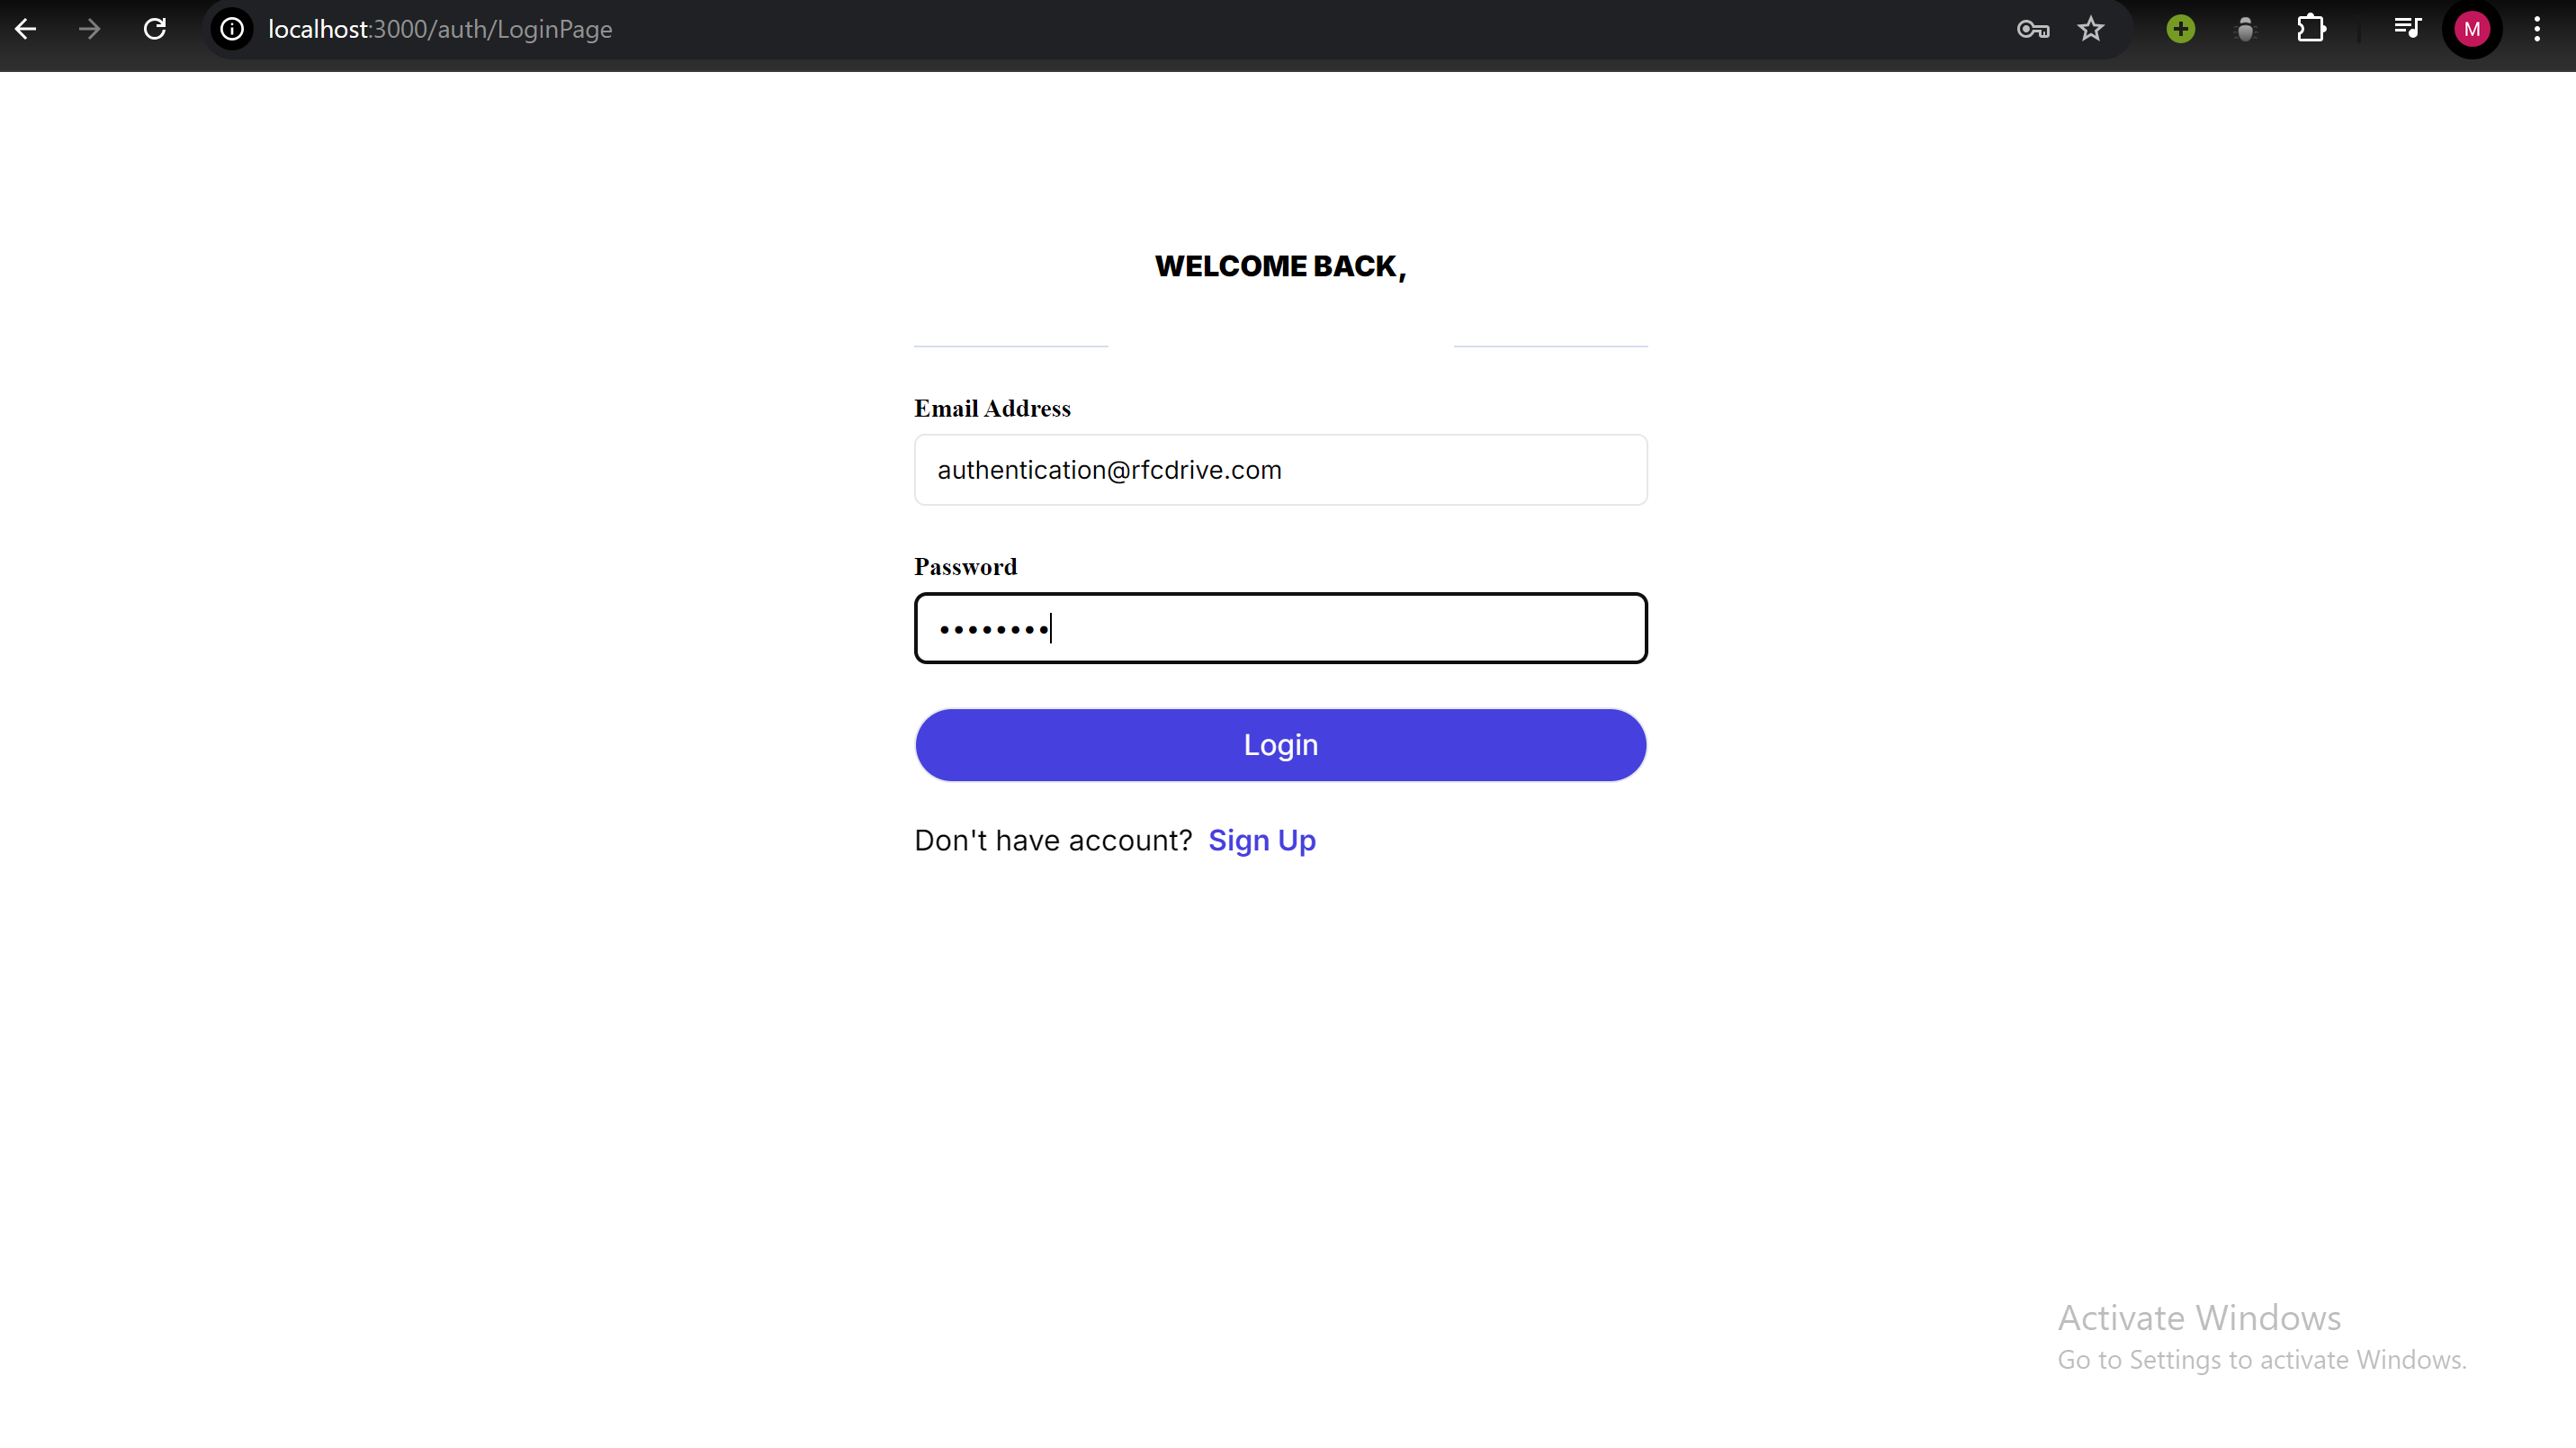 localhost:3000/auth/LoginPage
M
WELCOME BACK,
Email Address
authentication@rfcdrive.com
Password
••••••••
Login
Don't have account? Sign Up
Activate Windows
Go to Settings to activate Windows.